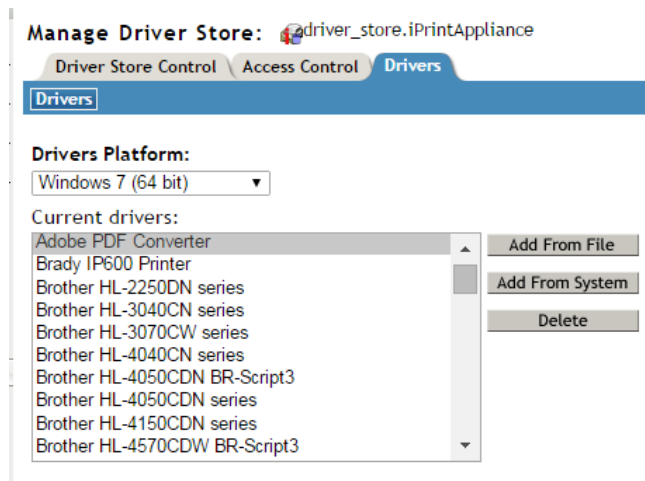 Manage Driver Store: driver_store.iPrintAppliance
Driver Store Control Access Control Drivers
Drivers
Drivers Platform:
Windows 7 (64 bit)
Current drivers:
Adobe PDF Converter
Brady IP600 Printer
Brother HL-2250DN series
Brother HL-3040CN series
Brother HL-3070CW series
Brother HL-4040CN series
Brother HL-4050CDN BR-Script3
Brother HL-4050CDN series
Brother HL-4150CDN series
Brother HL-4570CDW BR-Script3
Add From File
Add From System
Delete